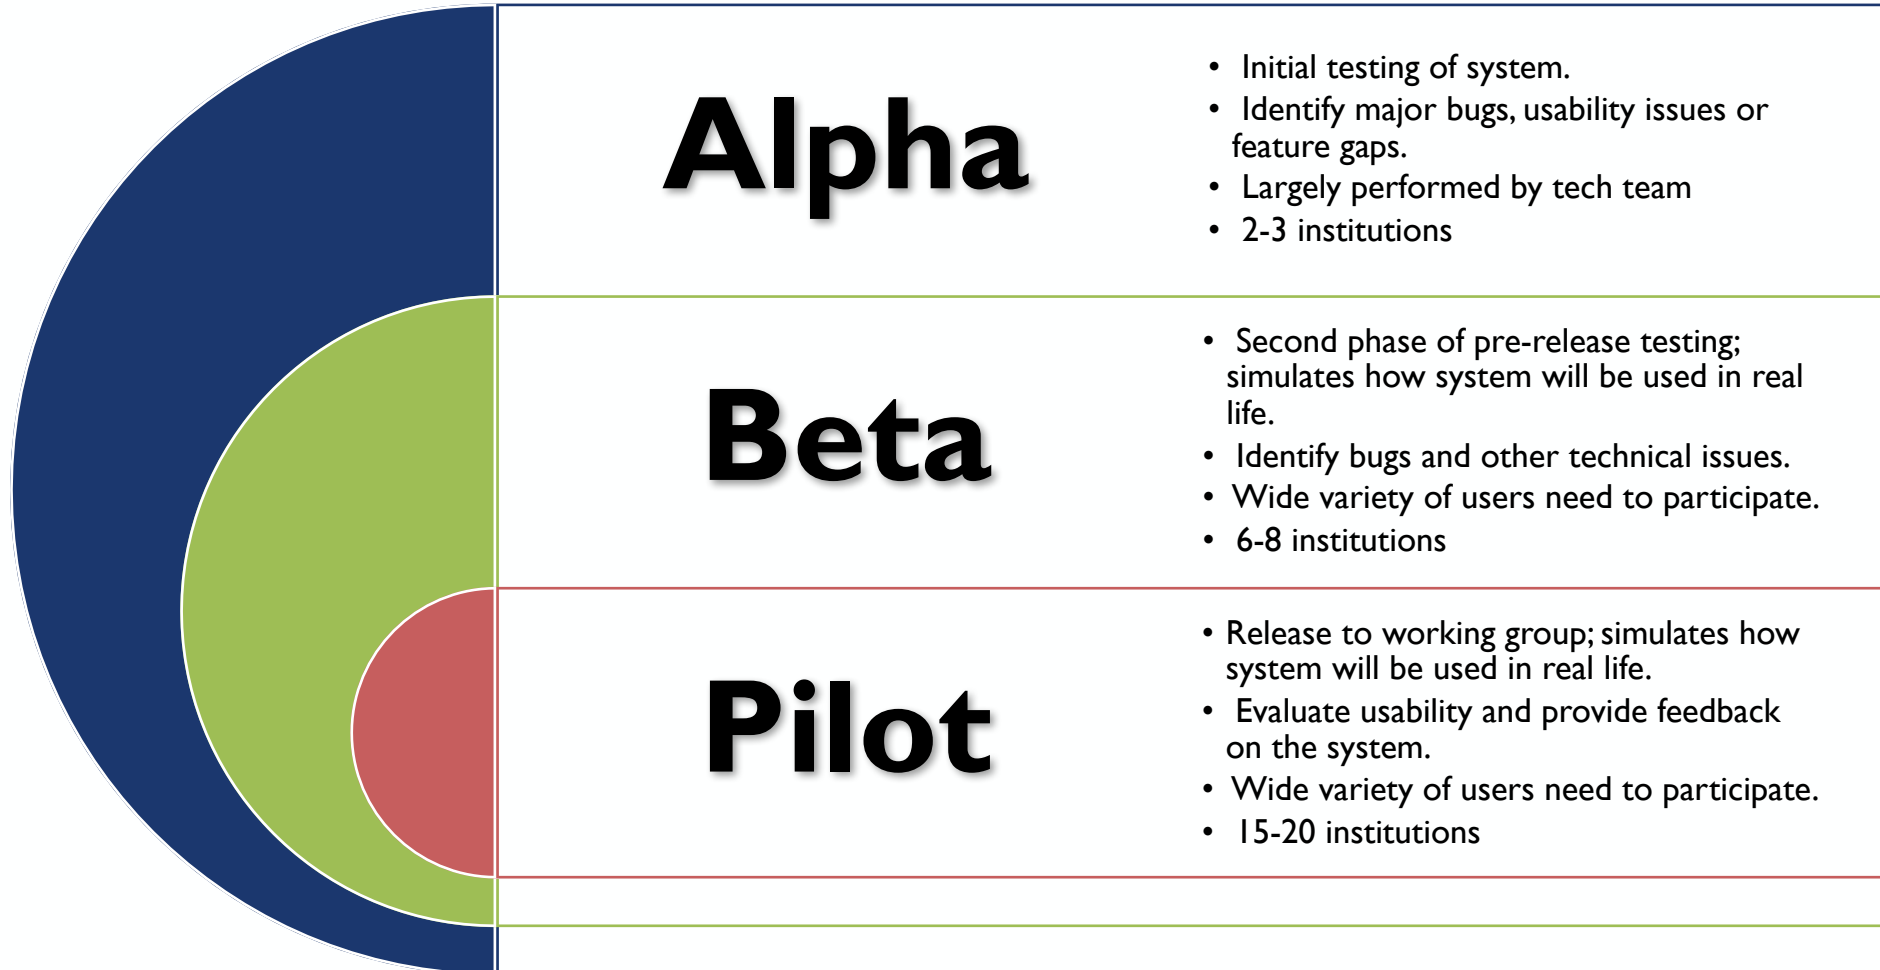 Alpha
• Initial testing of system.
• Identify major bugs, usability issues or
feature gaps.
• Largely performed by tech team
• 2-3 institutions
Beta
• Second phase of pre-release testing;
simulates how system will be used in real
life.
• Identify bugs and other technical issues.
• Wide variety of users need to participate.
• 6-8 institutions
Pilot
• Release to working group; simulates how
system will be used in real life.
• Evaluate usability and provide feedback
on the system.
• Wide variety of users need to participate.
• 15-20 institutions